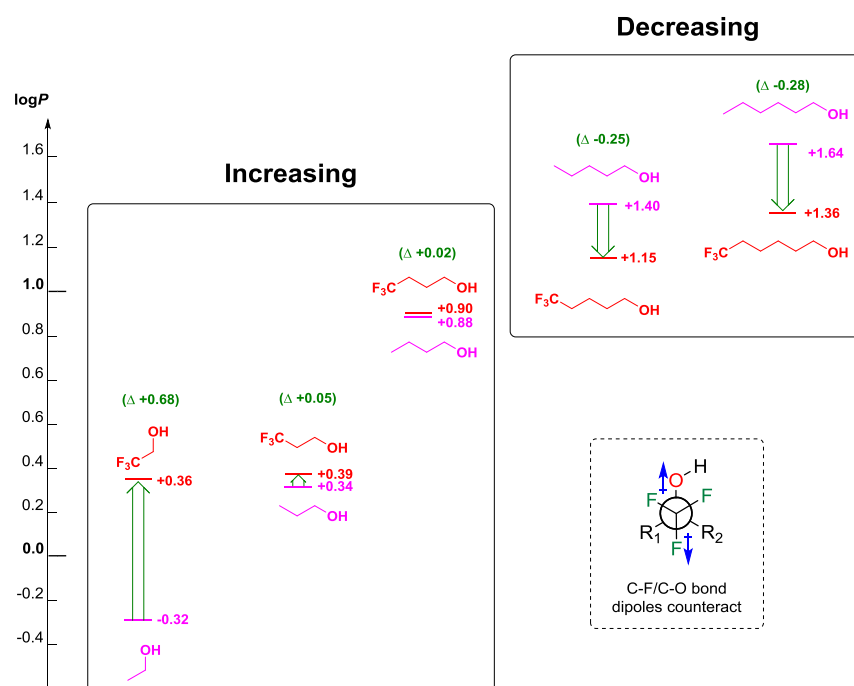 Decreasing
(Δ -0.28)
OH
+1.64
+1.36
F3C
OH
(Δ -0.25)
OH
+1.40
+1.15
F3C
OH
logP
1.6
1.4
1.2
1.0
0.8
0.6
0.4
0.2
0.0
-0.2
-0.4
Increasing
(Δ +0.02)
F3C
OH
+0.90
+0.88
OH
(Δ +0.68)
OH
F3C
+0.36
-0.32
OH
(Δ +0.05)
F3C
OH
+0.39
+0.34
OH
H
O
F
F
R1
R2
F
C-F/C-O bond
dipoles counteract